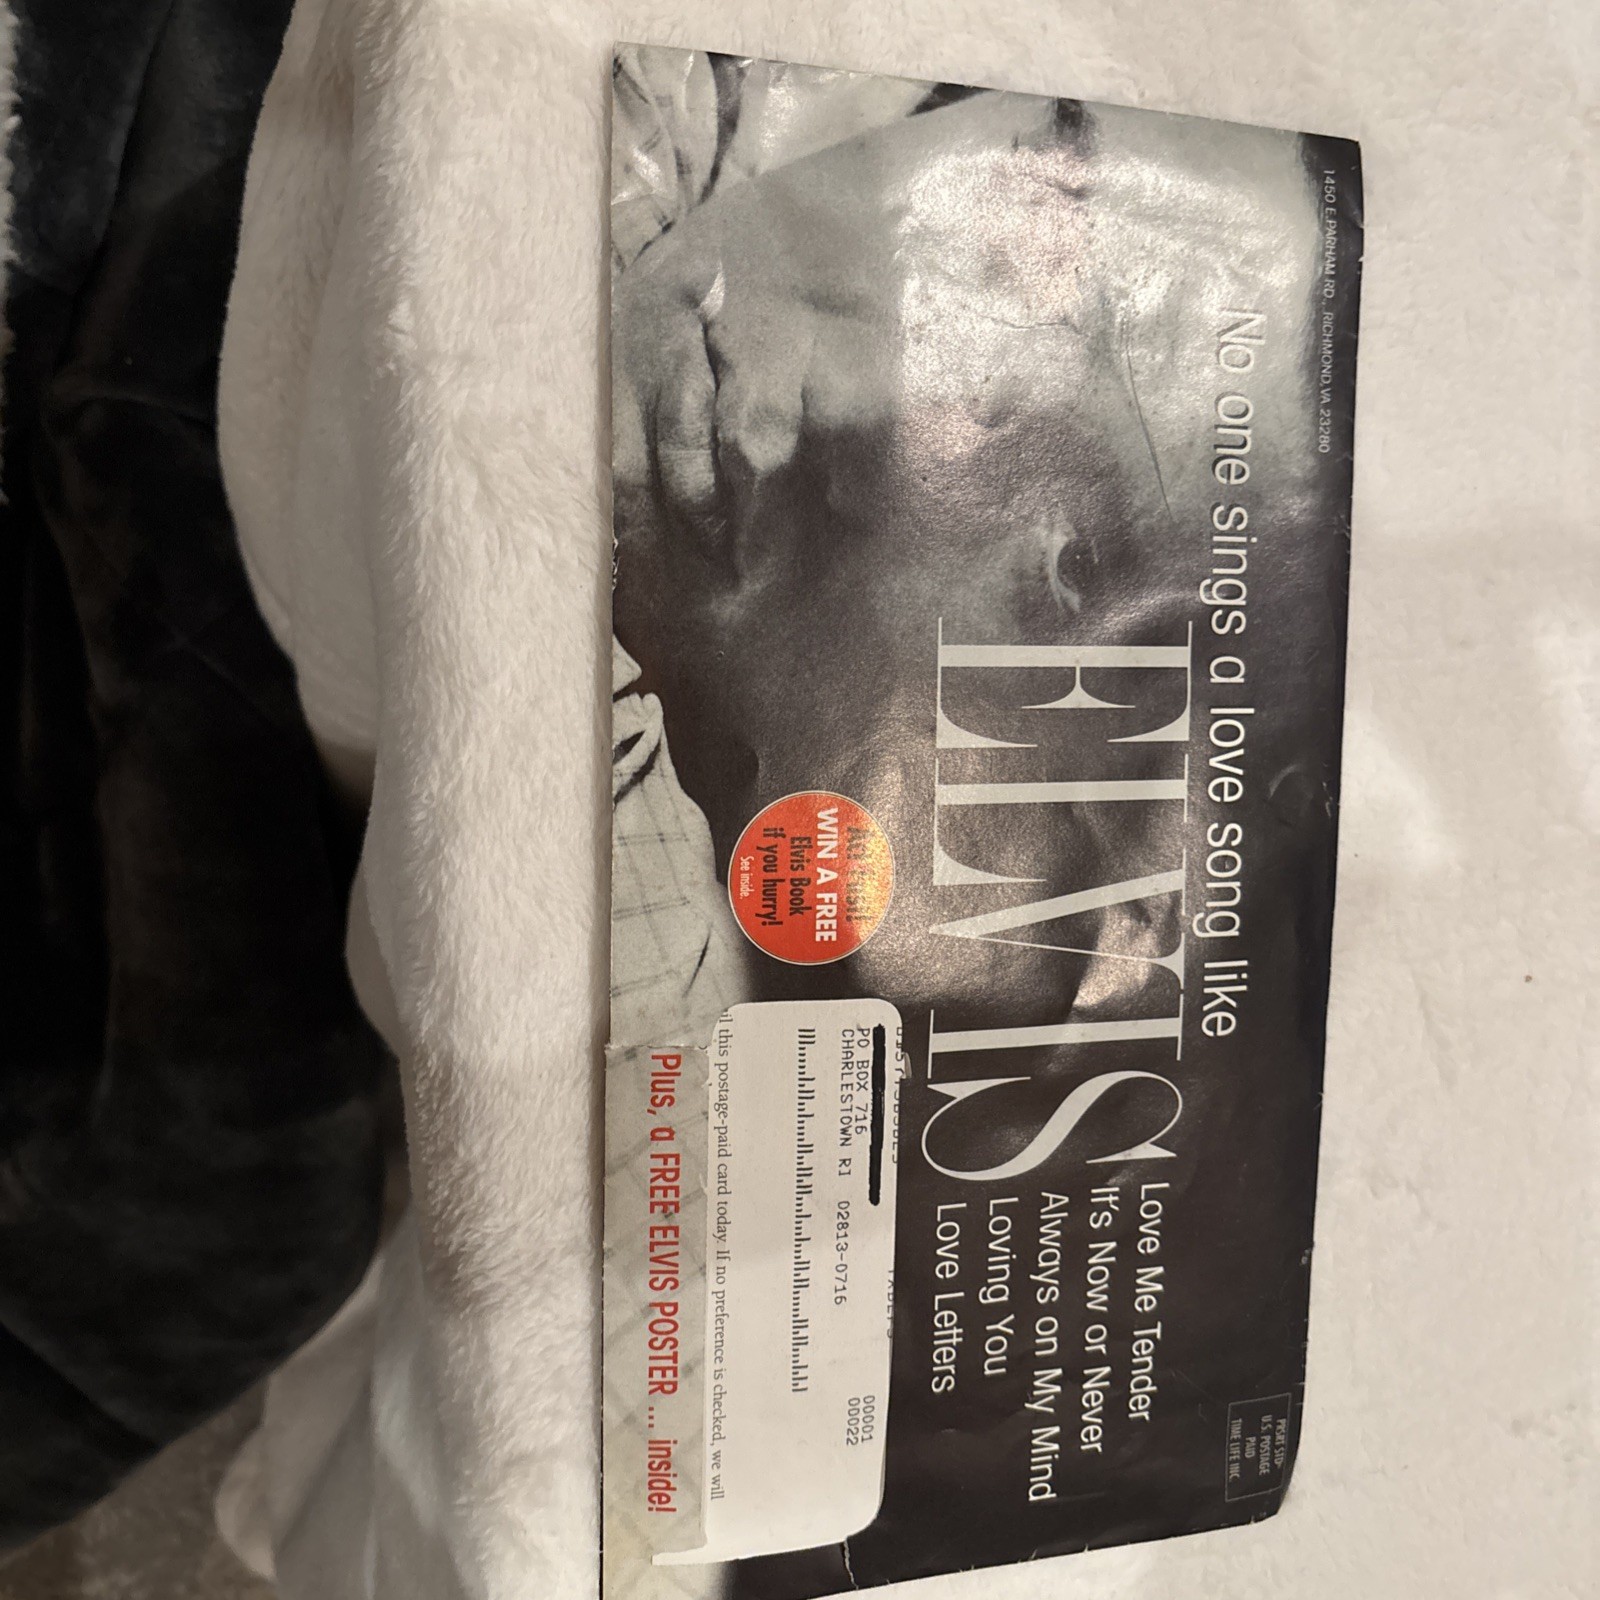 1450 E. PARHAM RD., RICHMOND, VA 23280
PRSRT STD
U.S. POSTAGE
PAID
TIME LIFE INC.
No one sings a love song like
ELVIS
Love Me Tender
It's Now or Never
Always on My Mind
Loving You
Love Letters
Act Fast!
WIN A FREE
Elvis Book
if you hurry!
See inside.
00001
PO BOX 716 00022
CHARLESTOWN RI 02813-0716
this postage-paid card today. If no preference is checked, we will
Plus, a FREE ELVIS POSTER ... inside!